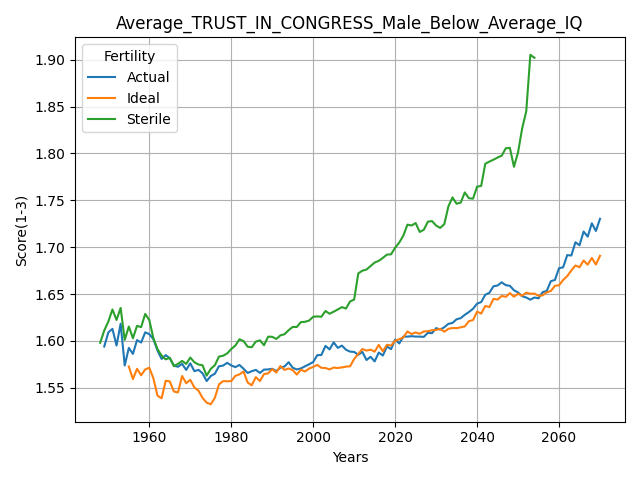 Average_TRUST_IN_CONGRESS_Male_Below_Average_IQ
Fertility
Actual
Ideal
Sterile
Score(1-3)
1.90
1.85
1.80
1.75
1.70
1.65
1.60
1.55
1960 1980 2000 2020 2040 2060
Years